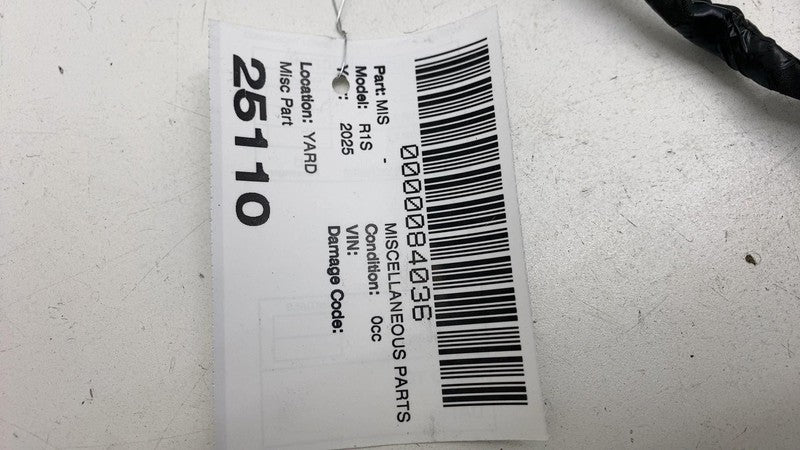 0000084036
Part: MIS - MISCELLANEOUS PARTS
Model: R1S Condition: 0cc
2025 VIN:
Damage Code:
Location: YARD
Misc Part
25110